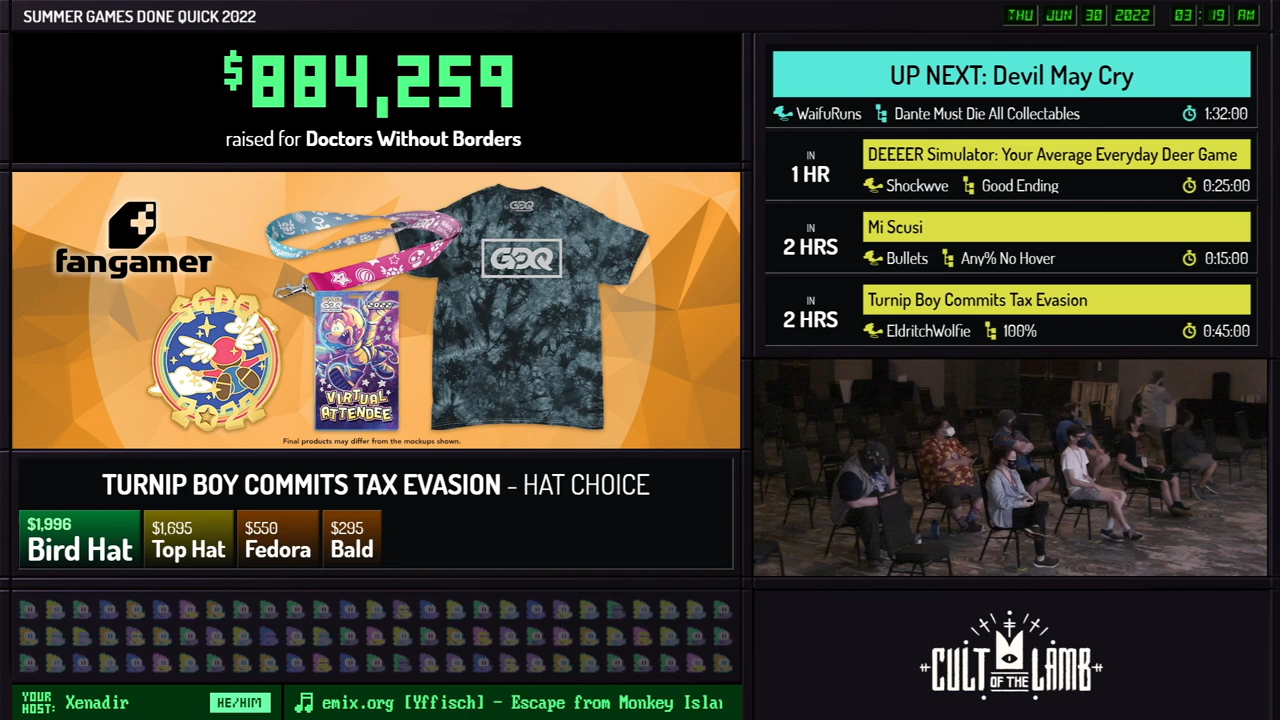 SUMMER GAMES DONE QUICK 2022
THU JUN 30 2022 03:19 AM
$884,259
raised for Doctors Without Borders
fangamer
SGDQ
2022
GDQ
2022
VIRTUAL
ATTENDEE
GDQ
GDQ
Final products may differ from the mockups shown.
TURNIP BOY COMMITS TAX EVASION - HAT CHOICE
$1,996
Bird Hat
$1,695
Top Hat
$550
Fedora
$295
Bald
YOUR
HOST: Xenadir
HE/HIM
emix.org [Yffisch] - Escape from Monkey Islan
UP NEXT: Devil May Cry
WaifuRuns Dante Must Die All Collectables 1:32:00
IN
1 HR
DEEEER Simulator: Your Average Everyday Deer Game
Shockwve Good Ending 0:25:00
IN
2 HRS
Mi Scusi
Bullets Any% No Hover 0:15:00
IN
2 HRS
Turnip Boy Commits Tax Evasion
EldritchWolfie 100% 0:45:00
CULT
OF THE
LAMB